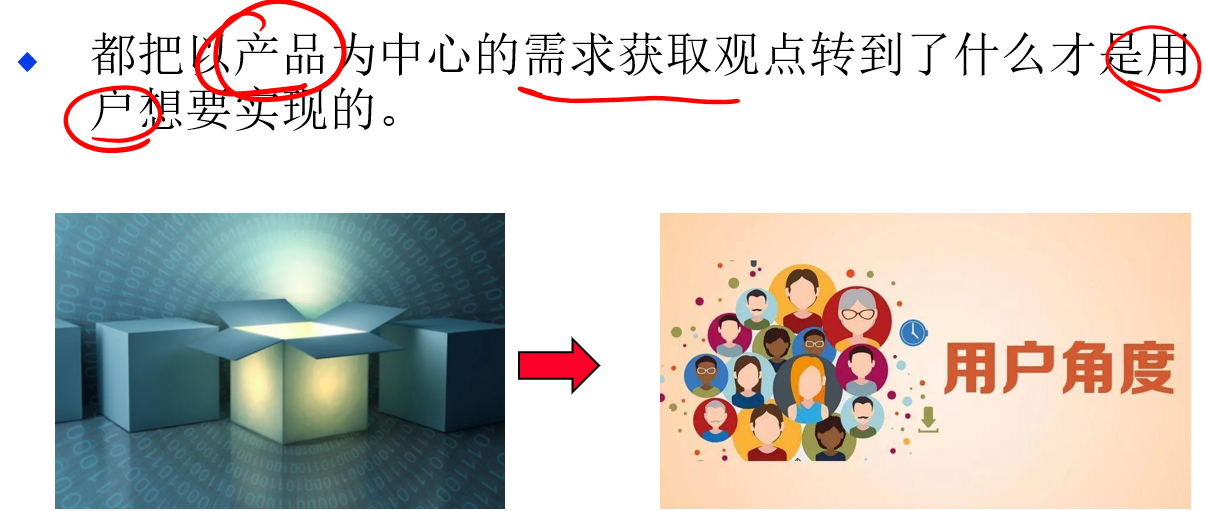 都把以产品为中心的需求获取观点转到了什么才是用
户想要实现的。
用户角度